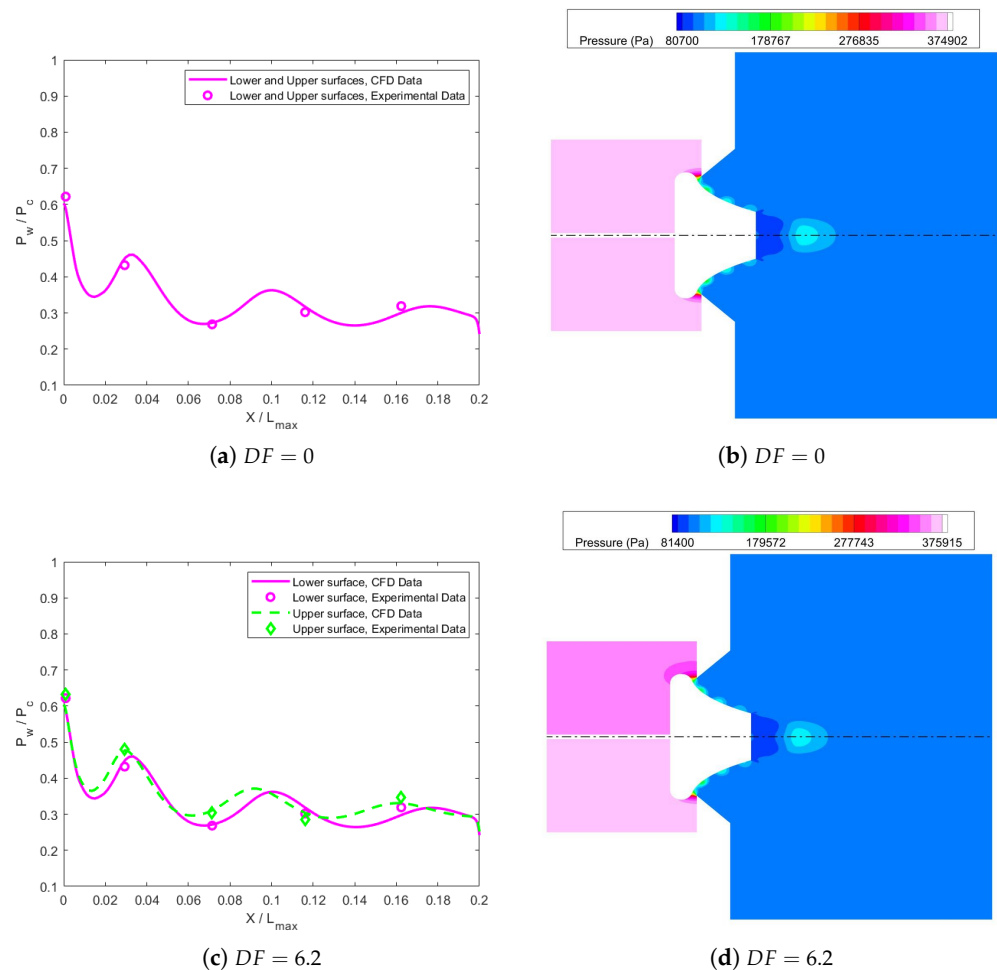 1
0.9
0.8
0.7
0.6
0.5
0.4
0.3
0.2
0.1
P_w / P_c
0 0.02 0.04 0.06 0.08 0.1 0.12 0.14 0.16 0.18 0.2
X / L_max
Lower and Upper surfaces, CFD Data
Lower and Upper surfaces, Experimental Data
(a) DF = 0
Pressure (Pa) 80700 178767 276835 374902
(b) DF = 0
1
0.9
0.8
0.7
0.6
0.5
0.4
0.3
0.2
0.1
P_w / P_c
0 0.02 0.04 0.06 0.08 0.1 0.12 0.14 0.16 0.18 0.2
X / L_max
Lower surface, CFD Data
Lower surface, Experimental Data
Upper surface, CFD Data
Upper surface, Experimental Data
(c) DF = 6.2
Pressure (Pa) 81400 179572 277743 375915
(d) DF = 6.2